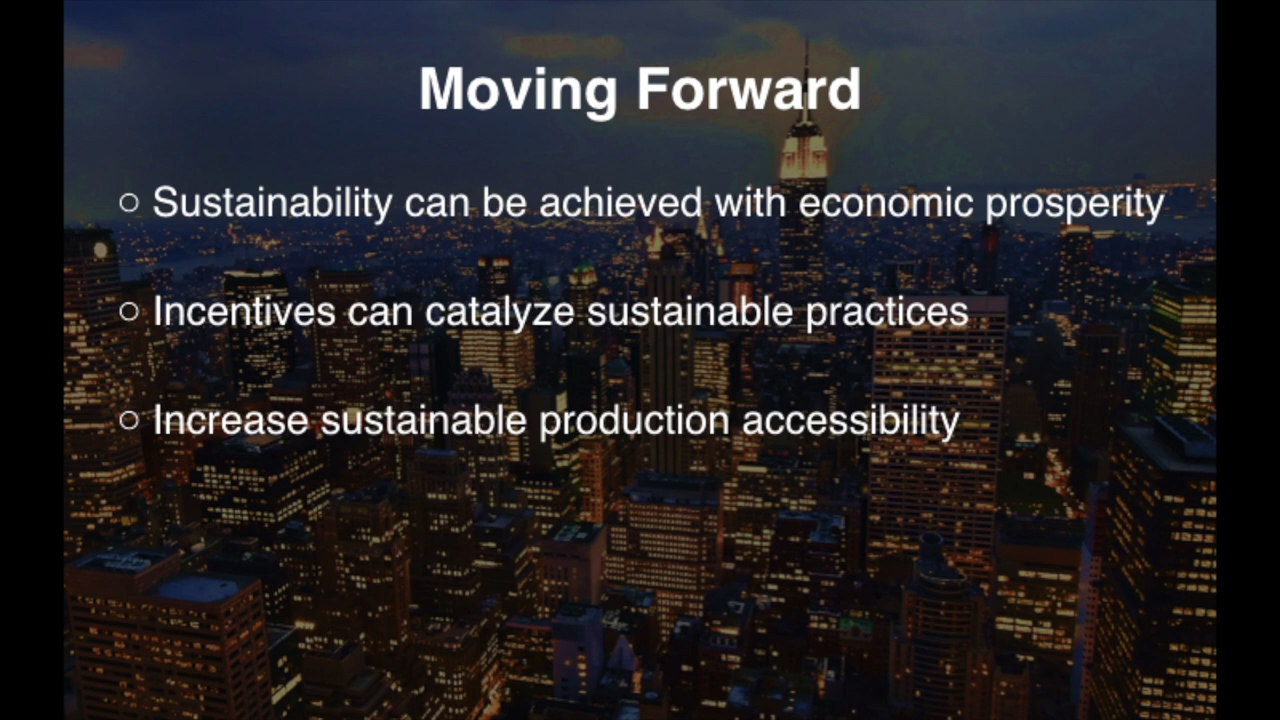 Moving Forward
○ Sustainability can be achieved with economic prosperity
○ Incentives can catalyze sustainable practices
○ Increase sustainable production accessibility